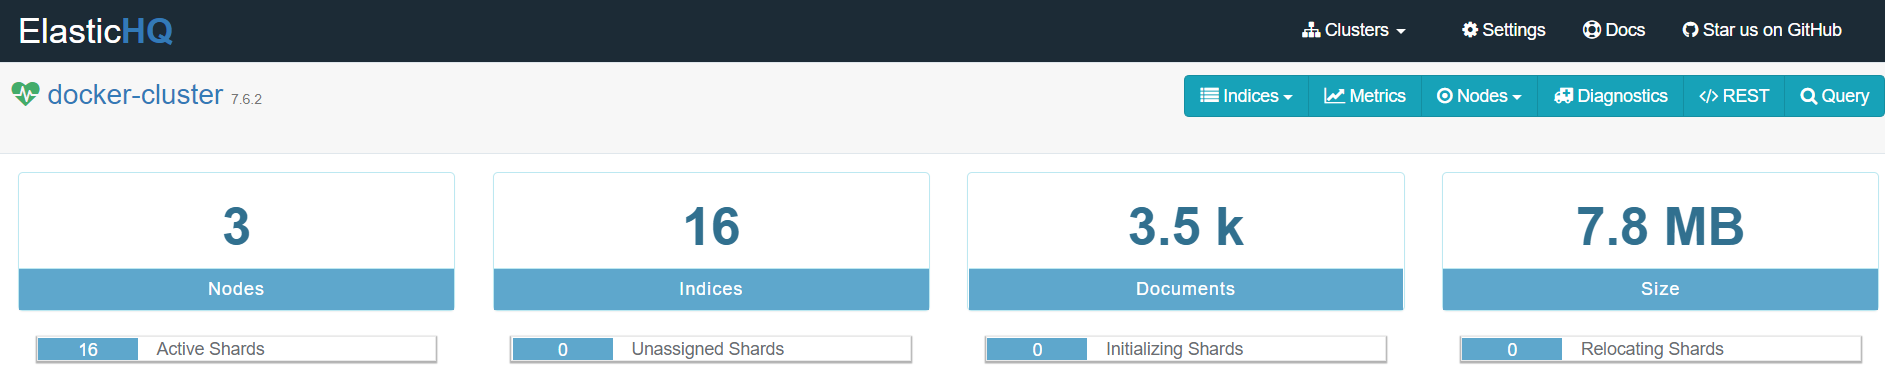 ElasticHQ
Clusters
Settings
Docs
Star us on GitHub
docker-cluster 7.6.2
Indices
Metrics
Nodes
Diagnostics
</> REST
Query
3
Nodes
16
Indices
3.5 k
Documents
7.8 MB
Size
16 Active Shards
0 Unassigned Shards
0 Initializing Shards
0 Relocating Shards